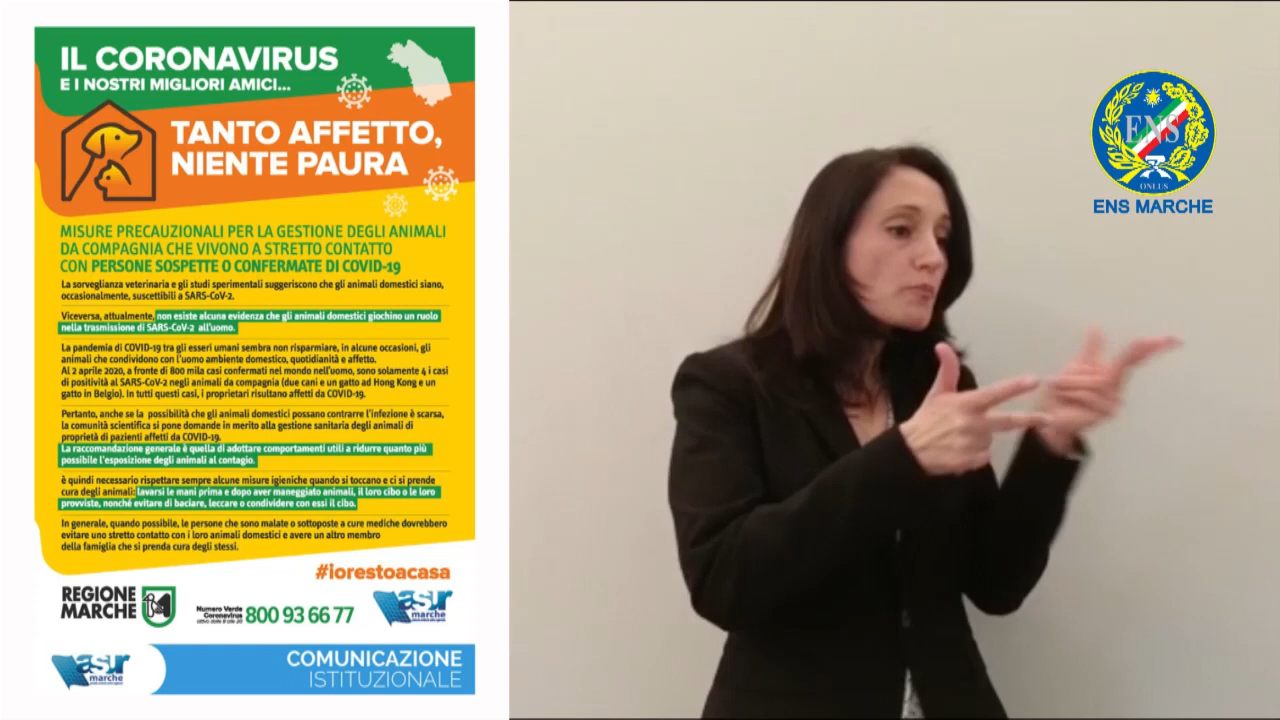 IL CORONAVIRUS
E I NOSTRI MIGLIORI AMICI...
TANTO AFFETTO,
NIENTE PAURA
MISURE PRECAUZIONALI PER LA GESTIONE DEGLI ANIMALI
DA COMPAGNIA CHE VIVONO A STRETTO CONTATTO
CON PERSONE SOSPETTE O CONFERMATE DI COVID-19
La sorveglianza veterinaria e gli studi sperimentali suggeriscono che gli animali domestici siano,
occasionalmente, suscettibili a SARS-CoV-2.
Viceversa, attualmente, non esiste alcuna evidenza che gli animali domestici giochino un ruolo
nella trasmissione di SARS-CoV-2 all'uomo.
La pandemia di COVID-19 tra gli esseri umani sembra non risparmiare, in alcune occasioni, gli
animali che condividono con l'uomo ambiente domestico, quotidianità e affetto.
Al 2 aprile 2020, a fronte di 800 mila casi confermati nel mondo nell'uomo, sono solamente 4 i casi
di positività al SARS-CoV-2 negli animali da compagnia (due cani e un gatto ad Hong Kong e un
gatto in Belgio). In tutti questi casi, i proprietari risultano affetti da COVID-19.
Pertanto, anche se la possibilità che gli animali domestici possano contrarre l'infezione è scarsa,
la comunità scientifica si pone domande in merito alla gestione sanitaria degli animali di
proprietà di pazienti affetti da COVID-19.
La raccomandazione generale è quella di adottare comportamenti utili a ridurre quanto più
possibile l'esposizione degli animali al contagio.
è quindi necessario rispettare sempre alcune misure igieniche quando si toccano e ci si prende
cura degli animali: lavarsi le mani prima e dopo aver maneggiato animali, il loro cibo o le loro
provviste, nonché evitare di baciare, leccare o condividere con essi il cibo.
In generale, quando possibile, le persone che sono malate o sottoposte a cure mediche dovrebbero
evitare uno stretto contatto con i loro animali domestici e avere un altro membro
della famiglia che si prenda cura degli stessi.
#iorestoacasa
REGIONE
MARCHE
Numero Verde
Coronavirus
attivo dalle 8 alle 20
800 93 66 77
asur
marche
asur
marche
COMUNICAZIONE
ISTITUZIONALE
ENS
ONLUS
ENS MARCHE